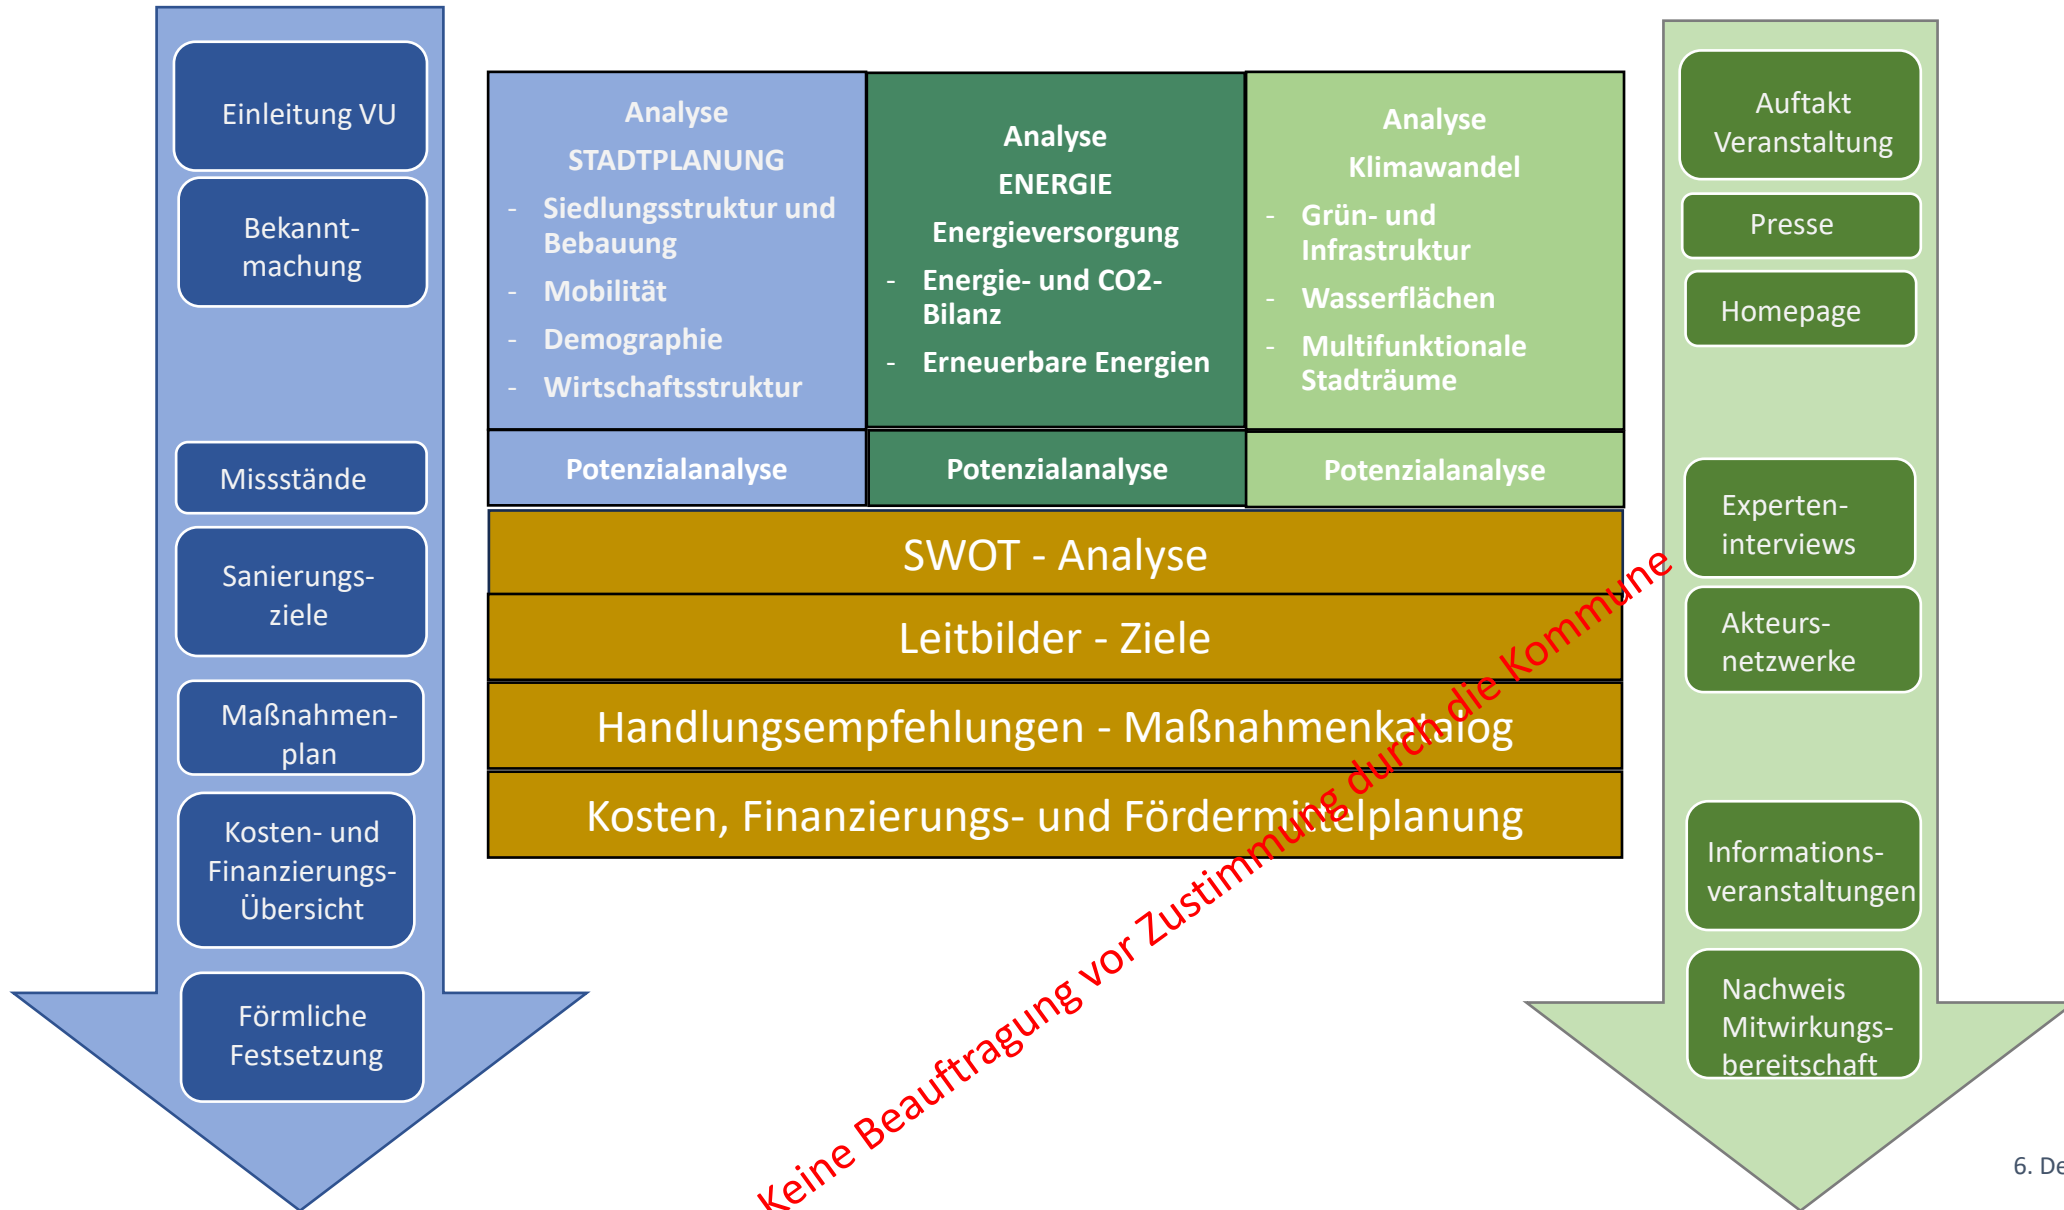 Einleitung VU
Bekannt-
machung
Missstände
Sanierungs-
ziele
Maßnahmen-
plan
Kosten- und
Finanzierungs-
Übersicht
Förmliche
Festsetzung
Analyse
STADTPLANUNG
- Siedlungsstruktur und
Bebauung
- Mobilität
- Demographie
- Wirtschaftsstruktur
Potenzialanalyse
Analyse
ENERGIE
Energieversorgung
- Energie- und CO2-
Bilanz
- Erneuerbare Energien
Potenzialanalyse
Analyse
Klimawandel
- Grün- und
Infrastruktur
- Wasserflächen
- Multifunktionale
Stadträume
Potenzialanalyse
SWOT - Analyse
Leitbilder - Ziele
Handlungsempfehlungen - Maßnahmenkatalog
Kosten, Finanzierungs- und Fördermittelplanung
Keine Beauftragung vor Zustimmung durch die Kommune
Auftakt
Veranstaltung
Presse
Homepage
Experten-
interviews
Akteurs-
netzwerke
Informations-
veranstaltungen
Nachweis
Mitwirkungs-
bereitschaft
6. De